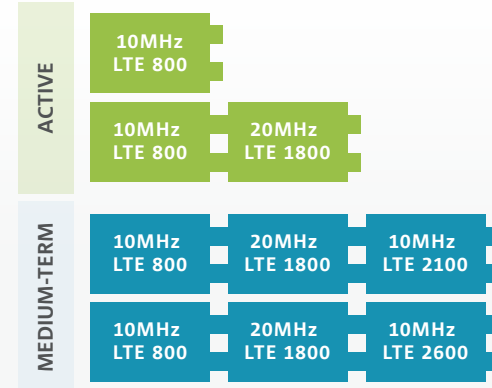 ACTIVE
10MHz
LTE 800
10MHz
LTE 800
20MHz
LTE 1800
MEDIUM-TERM
10MHz
LTE 800
20MHz
LTE 1800
10MHz
LTE 2100
10MHz
LTE 800
20MHz
LTE 1800
10MHz
LTE 2600